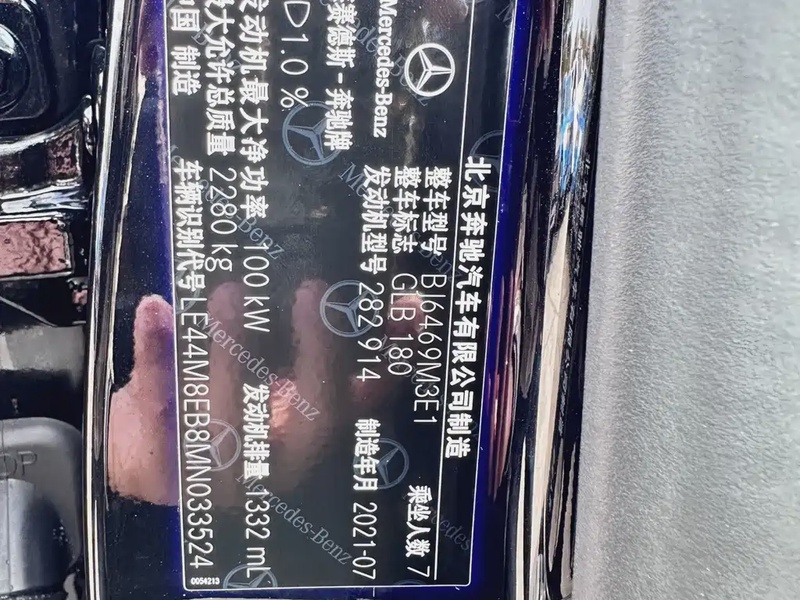 Mercedes-Benz
北京奔驰汽车有限公司制造
赛德斯-奔驰牌
整车型号 BJ6469M3E1 乘坐人数 7
整车标志 GLB 180
发动机型号 282914 制造年月 2021-07
D1.0 %
发动机最大净功率 100 kW 发动机排量 1332 mL
最大允许总质量 2280 kg
中国 制造 车辆识别代号 LE44M8EB8MN033524
0054213